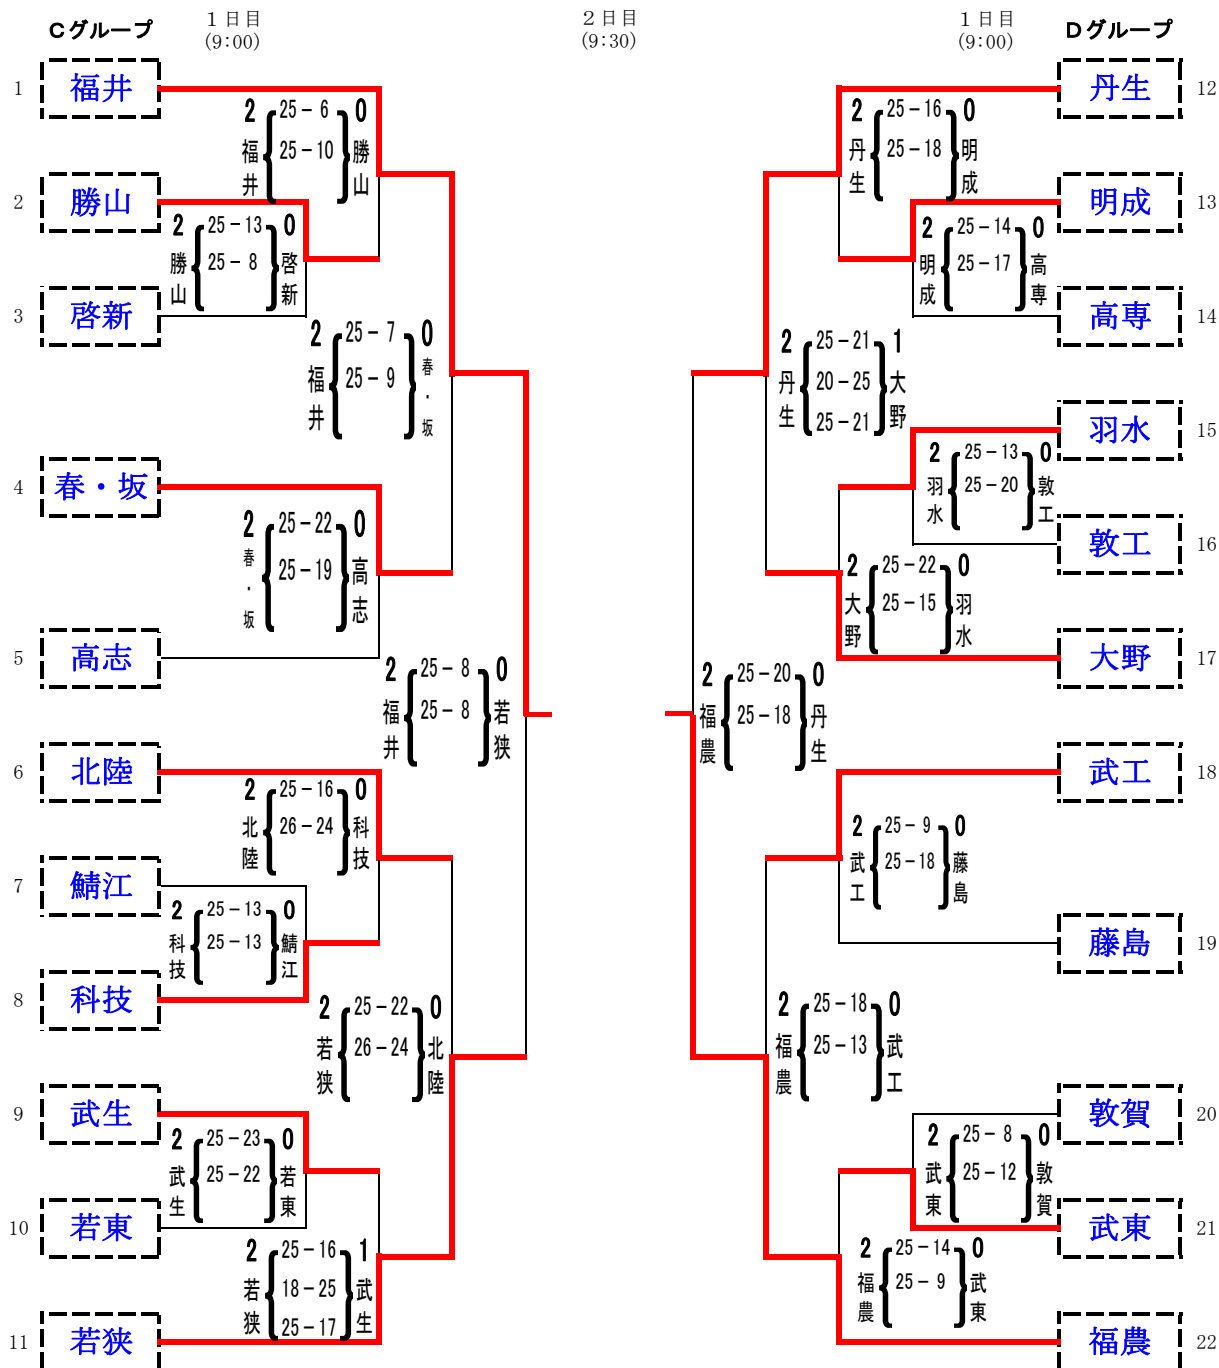 Cグループ
1日目
(9:00)
2日目
(9:30)
1日目
(9:00)
Dグループ
1 福井
2 勝山
3 啓新
4 春・坂
5 高志
6 北陸
7 鯖江
8 科技
9 武生
10 若東
11 若狭
2 福井 25－6 0 勝山
25－10
2 勝山 25－13 0 啓新
25－8
2 福井 25－7 0 春・坂
25－9
2 春・坂 25－22 0 高志
25－19
2 福井 25－8 0 若狭
25－8
2 北陸 25－16 0 科技
26－24
2 科技 25－13 0 鯖江
25－13
2 若狭 25－22 0 北陸
26－24
2 武生 25－23 0 若東
25－22
2 若狭 25－16 1 武生
18－25
25－17
丹生 12
明成 13
高専 14
羽水 15
敦工 16
大野 17
武工 18
藤島 19
敦賀 20
武東 21
福農 22
2 丹生 25－16 0 明成
25－18
2 明成 25－14 0 高専
25－17
2 丹生 25－21 1 大野
20－25
25－21
2 羽水 25－13 0 敦工
25－20
2 大野 25－22 0 羽水
25－15
2 福農 25－20 0 丹生
25－18
2 武工 25－9 0 藤島
25－18
2 福農 25－18 0 武工
25－13
2 武東 25－8 0 敦賀
25－12
2 福農 25－14 0 武東
25－9